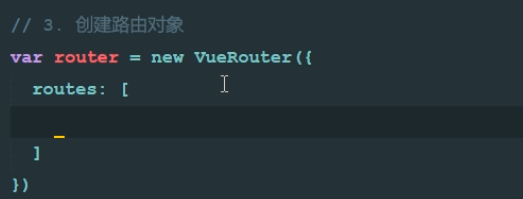 // 3. 创建路由对象
var router = new VueRouter({
  routes: [
  ]
})